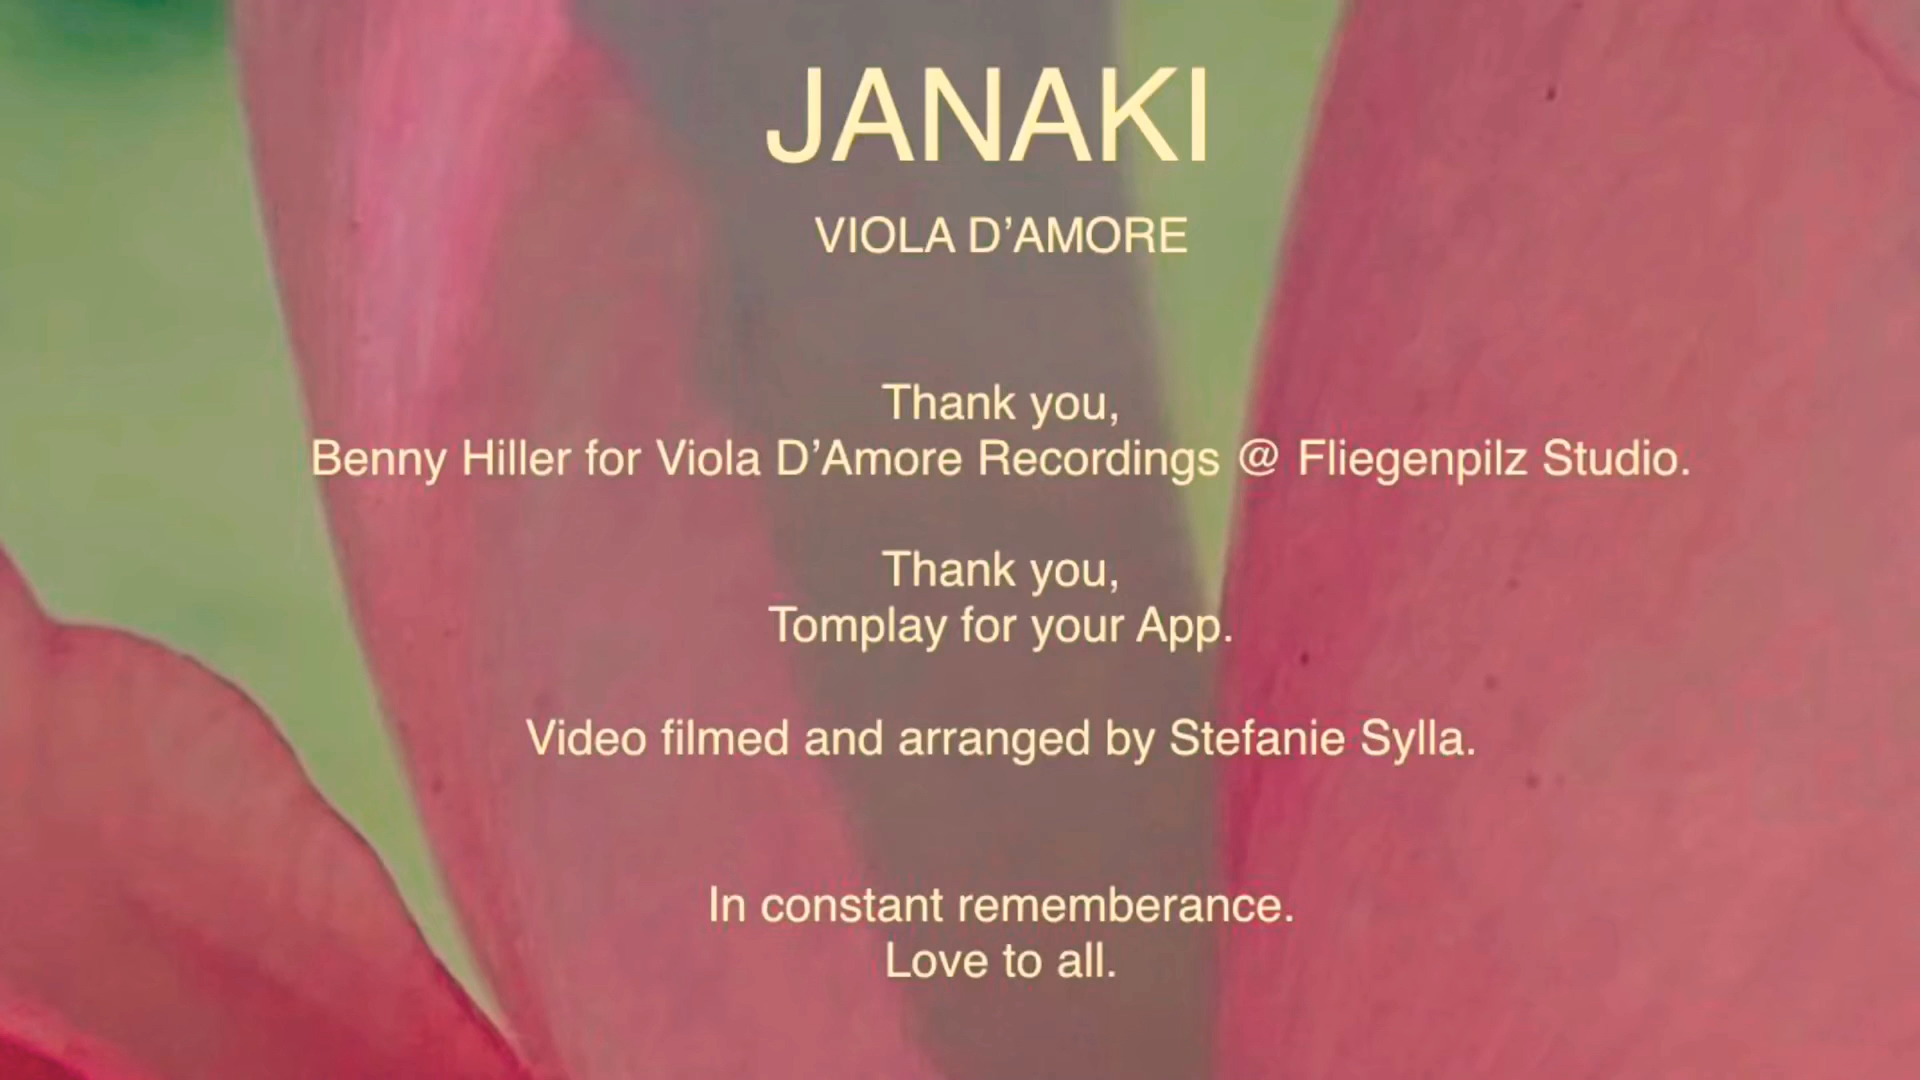 JANAKI
VIOLA D’AMORE
Thank you,
Benny Hiller for Viola D’Amore Recordings @ Fliegenpilz Studio.
Thank you,
Tomplay for your App.
Video filmed and arranged by Stefanie Sylla.
In constant rememberance.
Love to all.